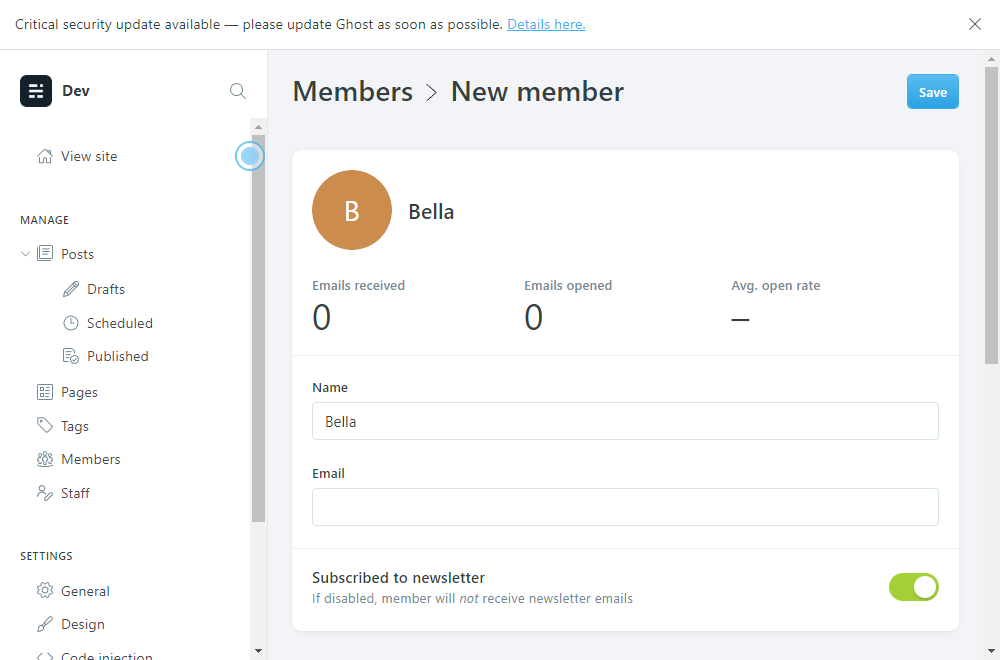 Critical security update available — please update Ghost as soon as possible. Details here.
Dev
View site
MANAGE
Posts
Drafts
Scheduled
Published
Pages
Tags
Members
Staff
SETTINGS
General
Design
Code injection
Members > New member
Save
B
Bella
Emails received
0
Emails opened
0
Avg. open rate
–
Name
Bella
Email
Subscribed to newsletter
If disabled, member will not receive newsletter emails